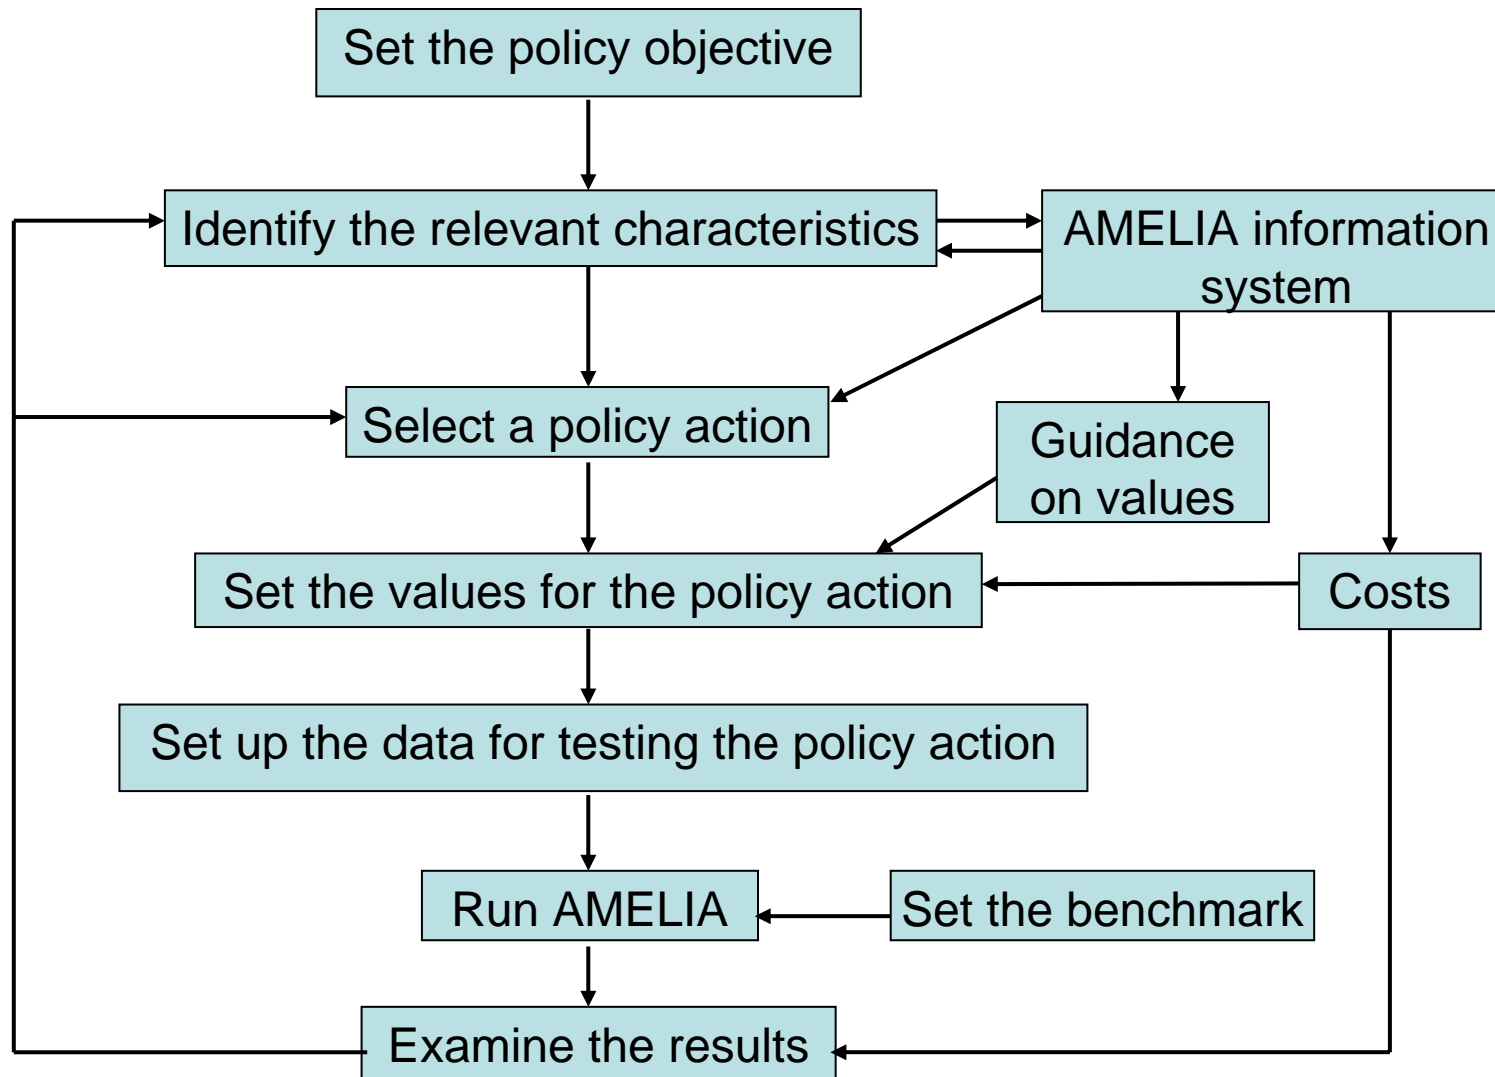 Set the policy objective
Identify the relevant characteristics
AMELIA information
system
Select a policy action
Guidance
on values
Set the values for the policy action
Costs
Set up the data for testing the policy action
Run AMELIA
Set the benchmark
Examine the results